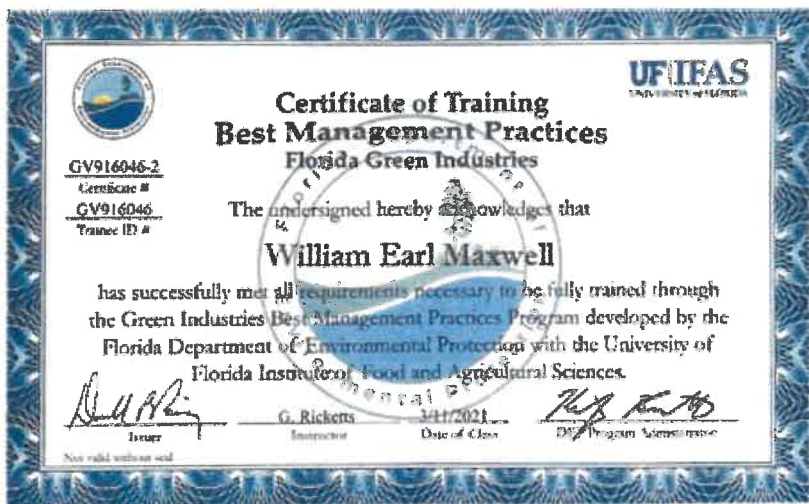 UF|IFAS
UNIVERSITY of FLORIDA
Certificate of Training
Best Management Practices
Florida Green Industries
GV916046-2
Certificate #
GV916046
Trainee ID #
The undersigned hereby acknowledges that
William Earl Maxwell
has successfully met all requirements necessary to be fully trained through
the Green Industries Best Management Practices Program developed by the
Florida Department of Environmental Protection with the University of
Florida Institute of Food and Agricultural Sciences.
G. Ricketts
3/11/2021
Issuer
Instructor
Date of Class
DEP Program Administrator
Not valid without seal